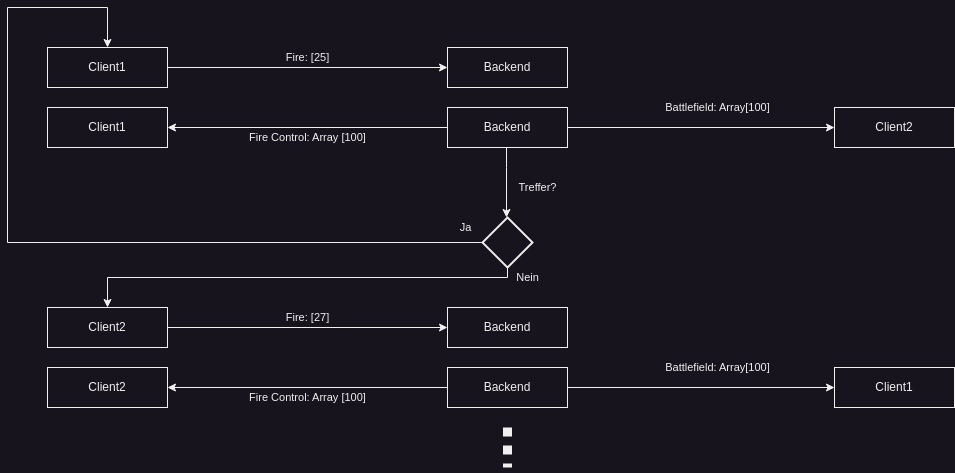 Client1
Fire: [25]
Backend
Client1
Fire Control: Array [100]
Backend
Battlefield: Array[100]
Client2
Treffer?
Ja
Nein
Client2
Fire: [27]
Backend
Client2
Fire Control: Array [100]
Backend
Battlefield: Array[100]
Client1